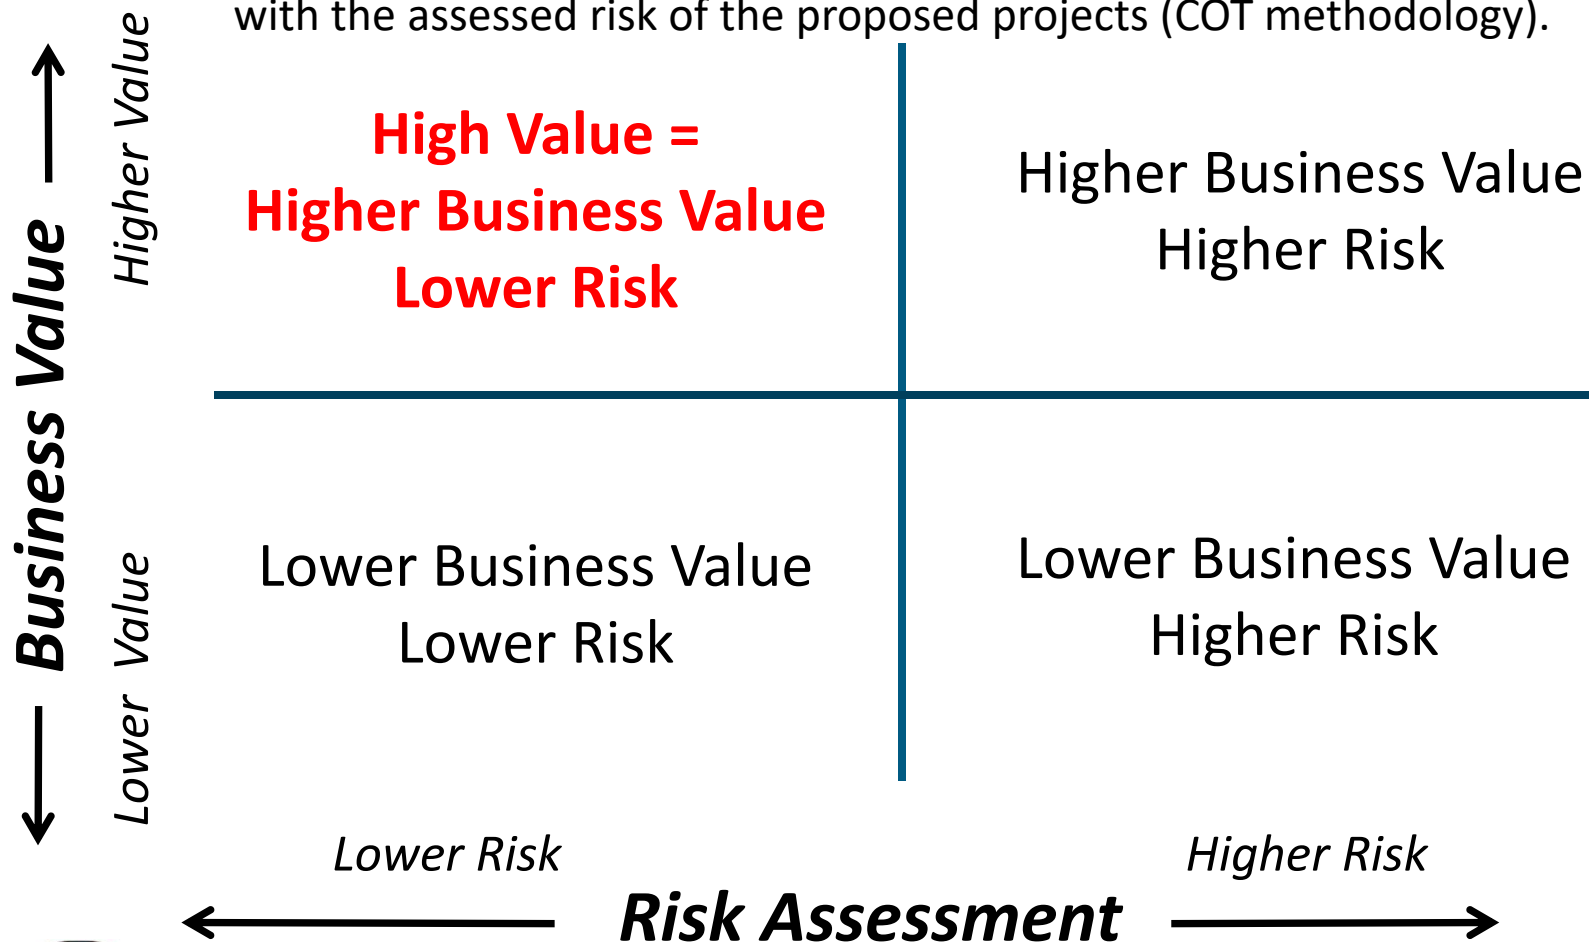 with the assessed risk of the proposed projects (COT methodology).
Higher Value
Business Value
Lower Value
High Value =
Higher Business Value
Lower Risk
Higher Business Value
Higher Risk
Lower Business Value
Lower Risk
Lower Business Value
Higher Risk
Lower Risk
Higher Risk
Risk Assessment